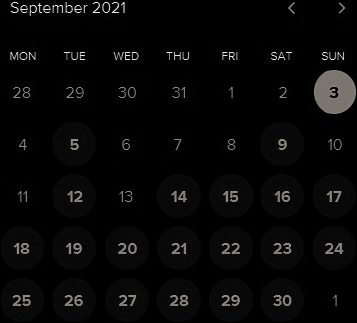 September 2021
MON TUE WED THU FRI SAT SUN
28 29 30 31 1 2 3
4 5 6 7 8 9 10
11 12 13 14 15 16 17
18 19 20 21 22 23 24
25 26 27 28 29 30 1